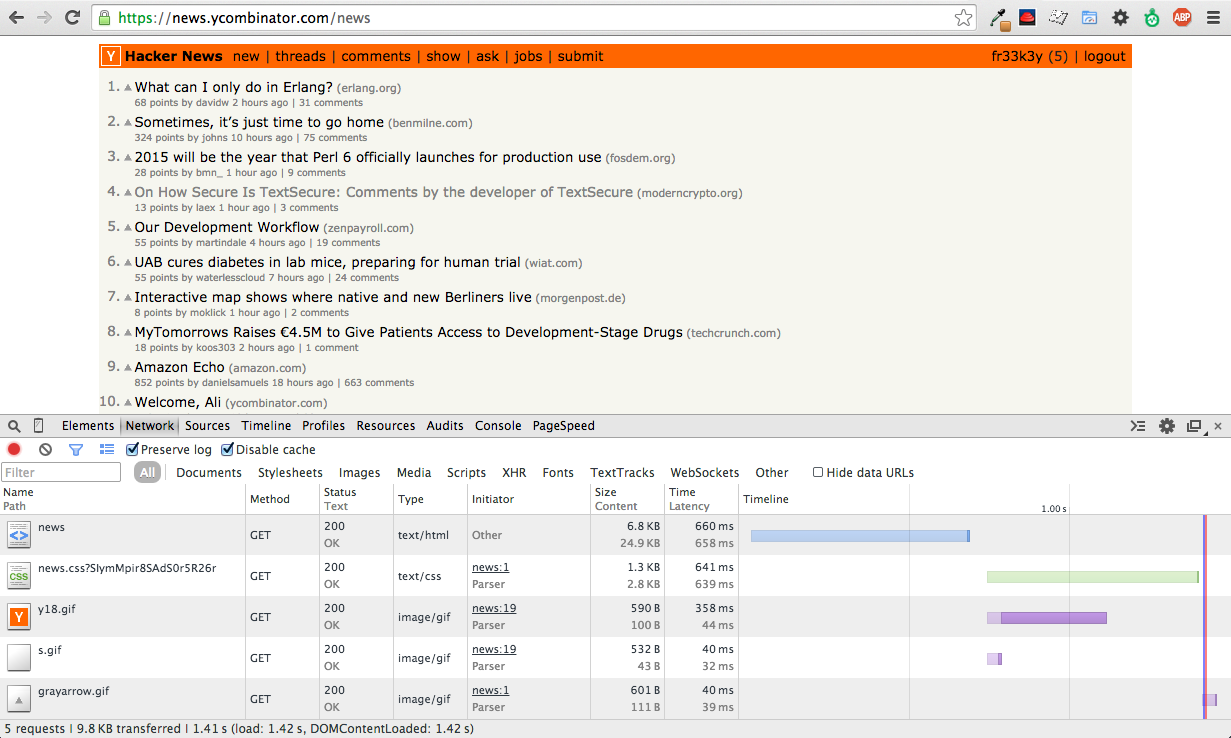 https://news.ycombinator.com/news
ABP
Y Hacker News new | threads | comments | show | ask | jobs | submit fr33k3y (5) | logout
1. What can I only do in Erlang? (erlang.org)
68 points by davidw 2 hours ago | 31 comments
2. Sometimes, it’s just time to go home (benmilne.com)
324 points by johns 10 hours ago | 75 comments
3. 2015 will be the year that Perl 6 officially launches for production use (fosdem.org)
28 points by bmn_ 1 hour ago | 9 comments
4. On How Secure Is TextSecure: Comments by the developer of TextSecure (moderncrypto.org)
13 points by laex 1 hour ago | 3 comments
5. Our Development Workflow (zenpayroll.com)
55 points by martindale 4 hours ago | 19 comments
6. UAB cures diabetes in lab mice, preparing for human trial (wiat.com)
55 points by waterlesscloud 7 hours ago | 24 comments
7. Interactive map shows where native and new Berliners live (morgenpost.de)
8 points by moklick 1 hour ago | 2 comments
8. MyTomorrows Raises €4.5M to Give Patients Access to Development-Stage Drugs (techcrunch.com)
18 points by koos303 2 hours ago | 1 comment
9. Amazon Echo (amazon.com)
852 points by danielsamuels 18 hours ago | 663 comments
10. Welcome, Ali (ycombinator.com)
Elements Network Sources Timeline Profiles Resources Audits Console PageSpeed
Preserve log Disable cache
Filter All Documents Stylesheets Images Media Scripts XHR Fonts TextTracks WebSockets Other Hide data URLs
Name Method Status Type Initiator Size Time Timeline
Path Text Content Latency 1.00 s
news GET 200 text/html Other 6.8 KB 660 ms
OK 24.9 KB 658 ms
CSS news.css?SlymMpir8SAdS0r5R26r GET 200 text/css news:1 1.3 KB 641 ms
OK Parser 2.8 KB 639 ms
Y y18.gif GET 200 image/gif news:19 590 B 358 ms
OK Parser 100 B 44 ms
s.gif GET 200 image/gif news:19 532 B 40 ms
OK Parser 43 B 32 ms
grayarrow.gif GET 200 image/gif news:1 601 B 40 ms
OK Parser 111 B 39 ms
5 requests | 9.8 KB transferred | 1.41 s (load: 1.42 s, DOMContentLoaded: 1.42 s)